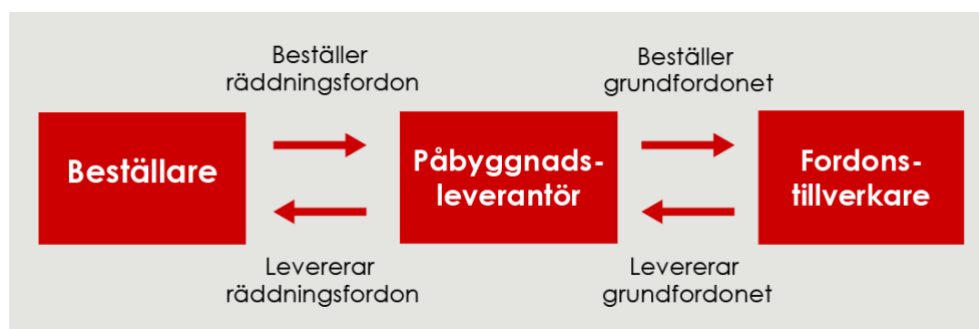 Beställer
räddningsfordon
Beställer
grundfordonet
Beställare
Påbyggnads-
leverantör
Fordons-
tillverkare
Levererar
räddningsfordon
Levererar
grundfordonet